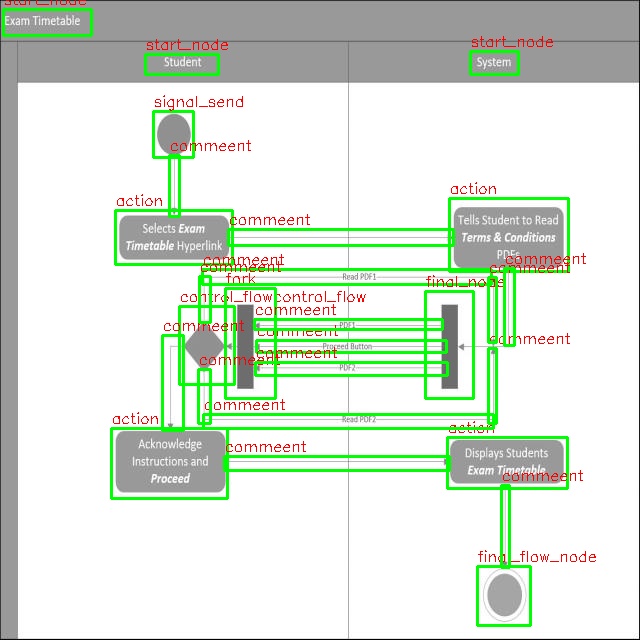 start_node
Exam Timetable
start_node
Student
start_node
System
signal_send
commeent
action
Selects Exam
Timetable Hyperlink
commeent
action
Tells Student to Read
Terms & Conditions
PDFs
commeent
commeent
commeent
commeent
Read PDF1
fork
final_node
control_flow
control_flow
commeent
PDF1
commeent
commeent
Proceed Button
commeent
commeent
commeent
PDF2
commeent
Read PDF2
action
Acknowledge
Instructions and
Proceed
commeent
action
Displays Students
Exam Timetable
commeent
final_flow_node